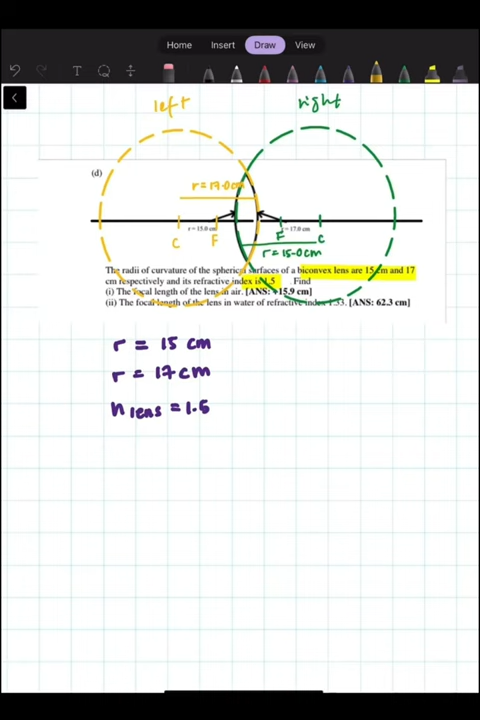 Home Insert Draw View
left
right
(d)
r=17.0cm
r = 15.0 cm
= 17.0 cm
C F
F C
r=15.0cm
The radii of curvature of the spherical surfaces of a biconvex lens are 15 cm and 17
cm respectively and its refractive index is 1.5 . Find
(i) The focal length of the lens in air. [ANS: +15.9 cm]
(ii) The focal length of the lens in water of refractive index 1.33. [ANS: 62.3 cm]
r = 15 cm
r = 17cm
n lens = 1.5